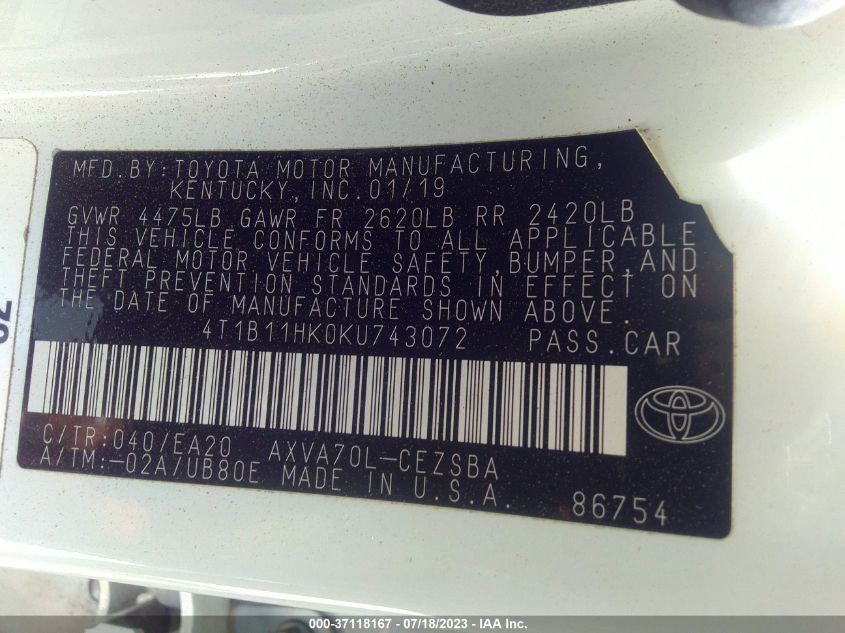 MFD.BY:TOYOTA MOTOR MANUFACTURING,
KENTUCKY,INC.01/19
GVWR 4475LB GAWR FR 2620LB RR 2420LB
THIS VEHICLE CONFORMS TO ALL APPLICABLE
FEDERAL MOTOR VEHICLE SAFETY,BUMPER,AND
THEFT PREVENTION STANDARDS IN EFFECT ON
THE DATE OF MANUFACTURE SHOWN ABOVE.
4T1B11HK0KU743072 PASS.CAR
C/TR:040/EA20 AXVA70L-CEZSBA
A/TM:-02A/UB80E MADE IN U.S.A.
86754
000-37118167 - 07/18/2023 - IAA Inc.